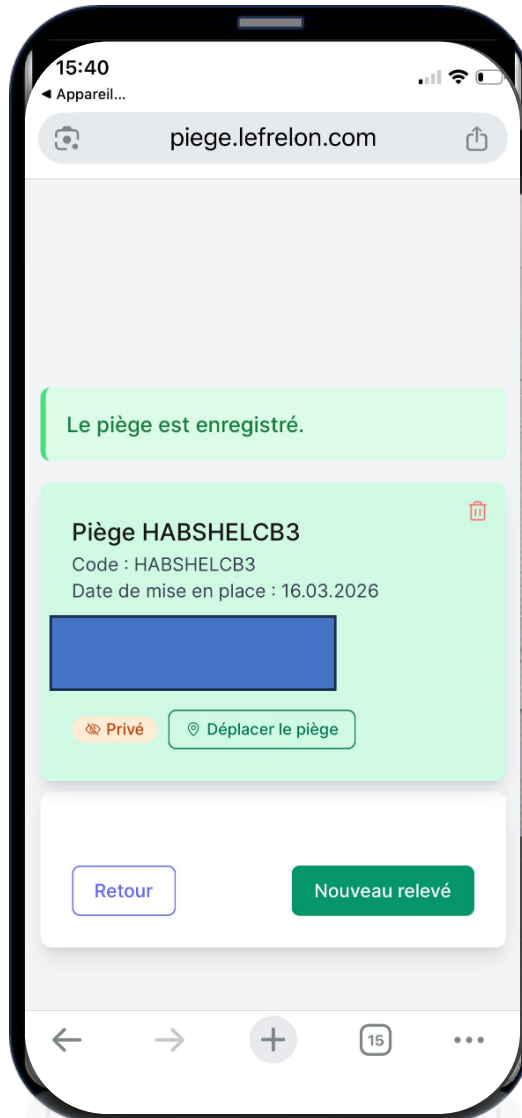 15:40
◀ Appareil...
piege.lefrelon.com
Le piège est enregistré.
Piège HABSHELCB3
Code : HABSHELCB3
Date de mise en place : 16.03.2026
Privé
Déplacer le piège
Retour
Nouveau relevé
15